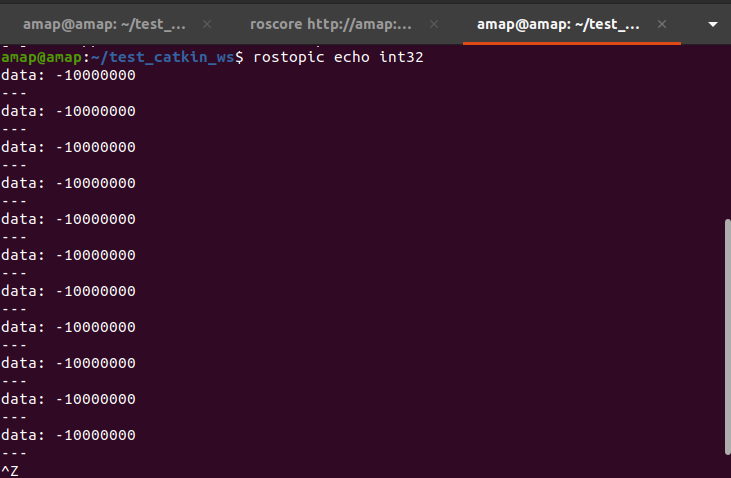 amap@amap: ~/test_... × roscore http://amap:... × amap@amap: ~/test_... ×
amap@amap:~/test_catkin_ws$ rostopic echo int32
data: -10000000
---
data: -10000000
---
data: -10000000
---
data: -10000000
---
data: -10000000
---
data: -10000000
---
data: -10000000
---
data: -10000000
---
data: -10000000
---
data: -10000000
---
data: -10000000
---
^Z